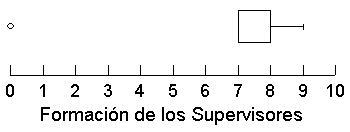 0 1 2 3 4 5 6 7 8 9 10
Formación de los Supervisores